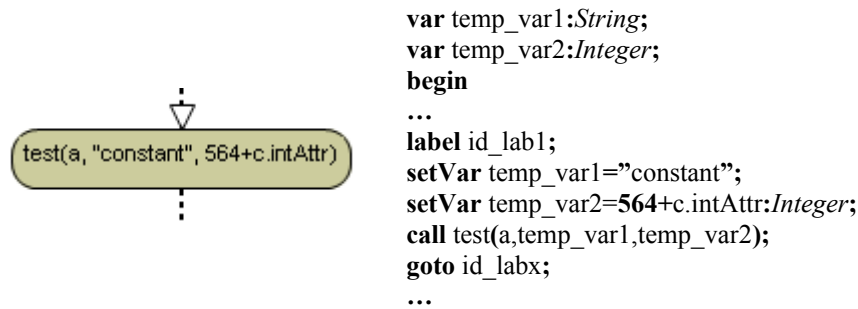 test(a, "constant", 564+c.intAttr)
var temp_var1:String;
var temp_var2:Integer;
begin
…
label id_lab1;
setVar temp_var1=”constant”;
setVar temp_var2=564+c.intAttr:Integer;
call test(a,temp_var1,temp_var2);
goto id_labx;
…